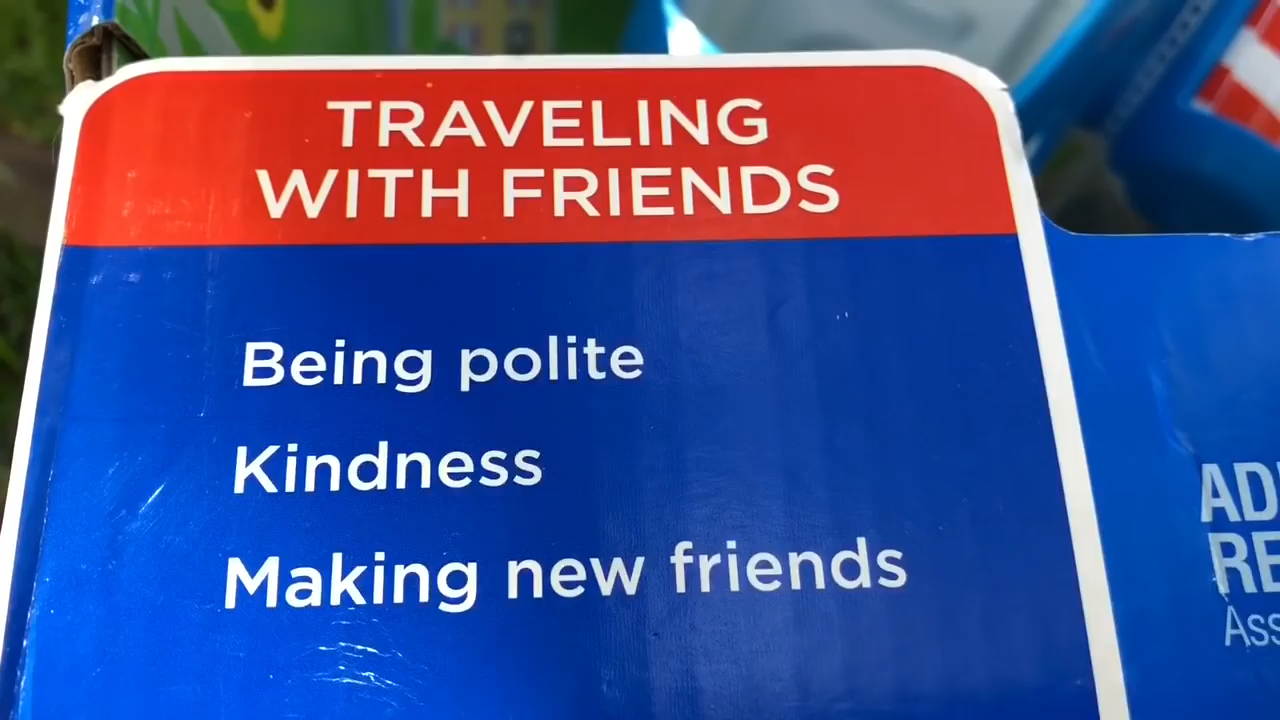 TRAVELING
WITH FRIENDS
Being polite
Kindness
Making new friends